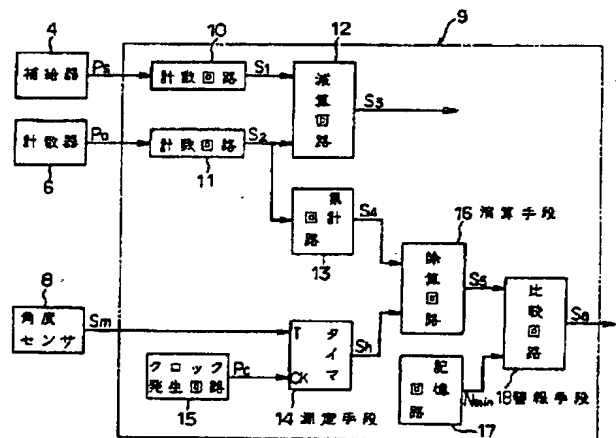 9
4
補給器
Ps
10
計数回路
S1
12
減算回路
S3
計数器
6
Po
計数回路
11
S2
累計回路
13
S4
16 演算手段
除算回路
S5
比較回路
S6
18 警報手段
8
角度センサ
Sm
T
タイマ
CK
Sh
14 測定手段
クロック発生回路
15
Pc
記憶回路
17
Nmin